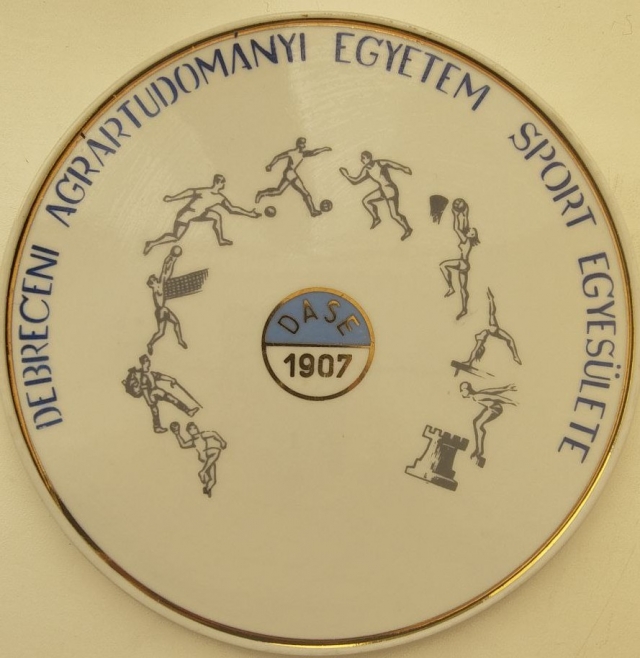 DEBRECENI AGRÁRTUDOMÁNYI EGYETEM SPORT EGYESÜLETE
DASE
1907